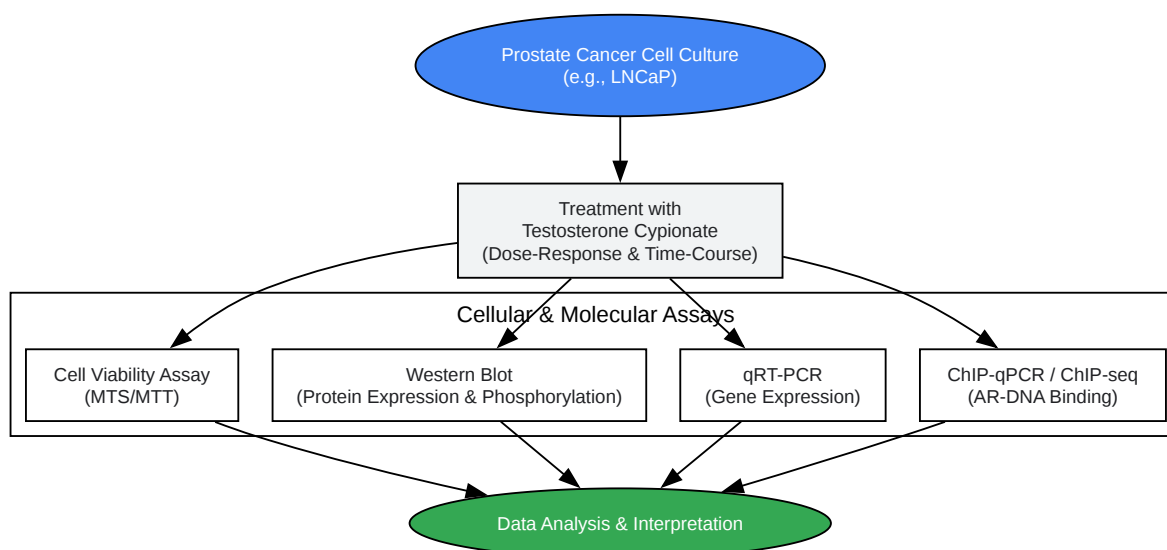 Prostate Cancer Cell Culture
(e.g., LNCaP)
Treatment with
Testosterone Cypionate
(Dose-Response & Time-Course)
Cellular & Molecular Assays
Cell Viability Assay
(MTS/MTT)
Western Blot
(Protein Expression & Phosphorylation)
qRT-PCR
(Gene Expression)
ChIP-qPCR / ChIP-seq
(AR-DNA Binding)
Data Analysis & Interpretation